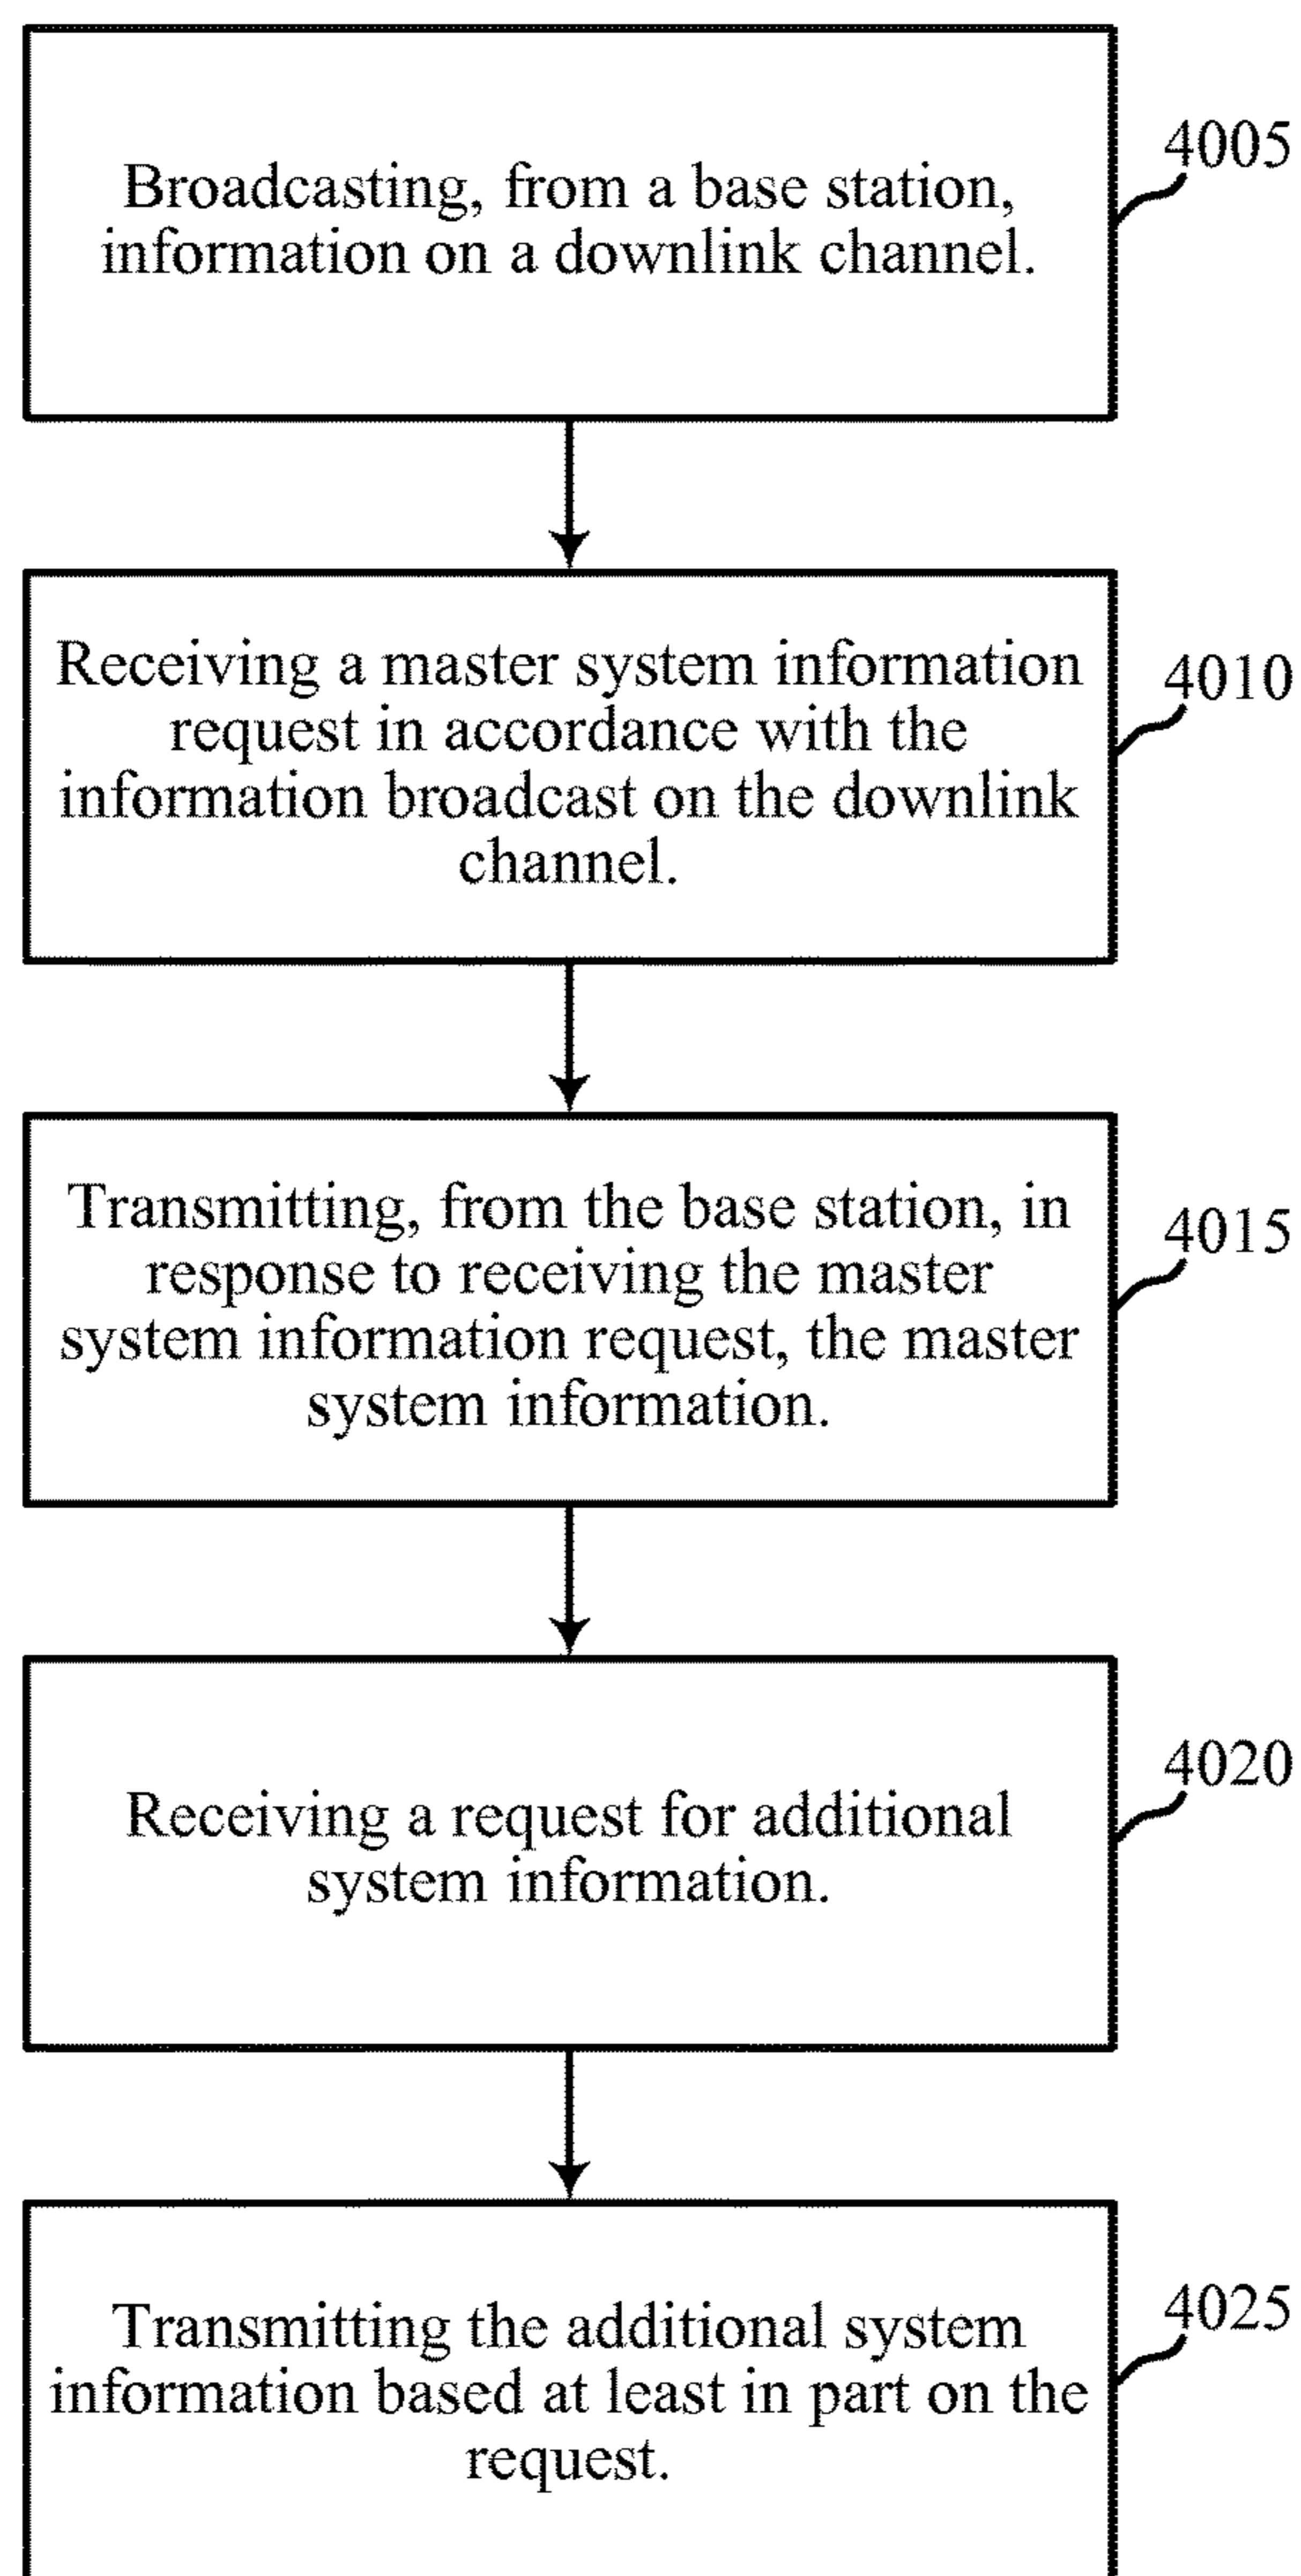 Broadcasting, from a base station,
information on a downlink channel.
4005
Receiving a master system information
request in accordance with the
information broadcast on the downlink
channel.
4010
Transmitting, from the base station, in
response to receiving the master
system information request, the master
system information.
4015
Receiving a request for additional
system information.
4020
Transmitting the additional system
information based at least in part on the
request.
4025